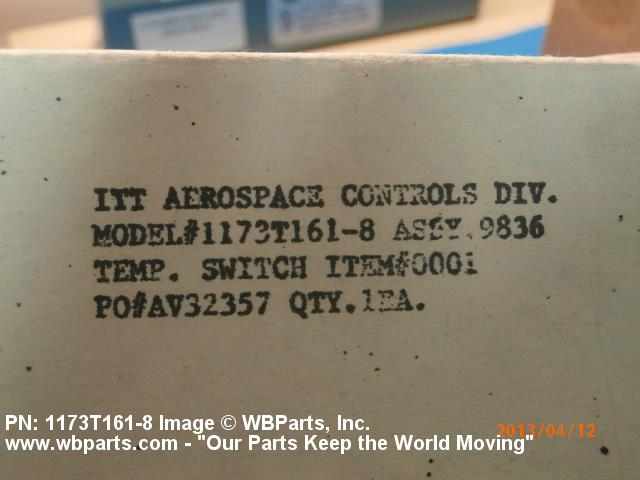 ITT AEROSPACE CONTROLS DIV.
MODEL#1173T161-8 ASSY.9836
TEMP. SWITCH ITEM#0001
PO#AV32357 QTY.1EA.
PN: 1173T161-8 Image © WBParts, Inc.
2013/04/12
www.wbparts.com - "Our Parts Keep the World Moving"